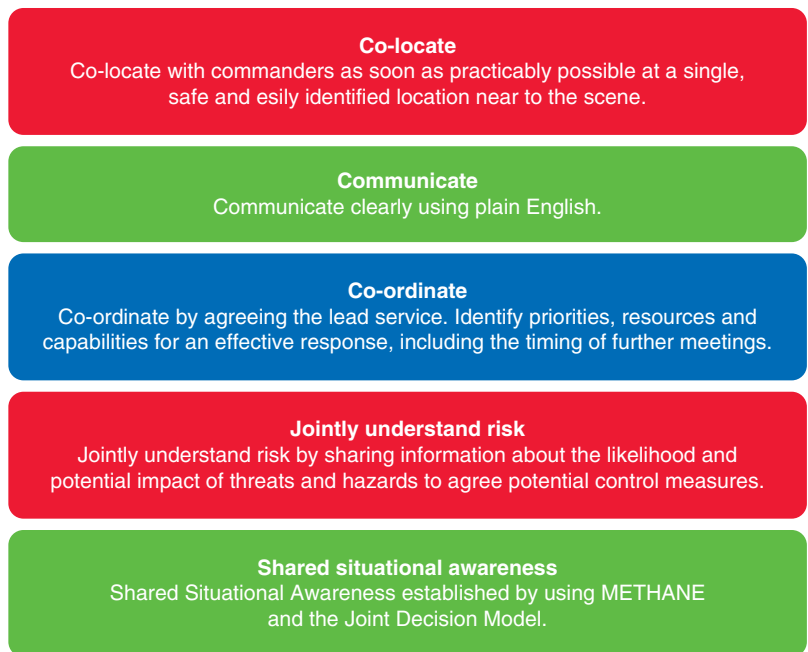 Co-locate
Co-locate with commanders as soon as practicably possible at a single,
safe and esily identified location near to the scene.
Communicate
Communicate clearly using plain English.
Co-ordinate
Co-ordinate by agreeing the lead service. Identify priorities, resources and
capabilities for an effective response, including the timing of further meetings.
Jointly understand risk
Jointly understand risk by sharing information about the likelihood and
potential impact of threats and hazards to agree potential control measures.
Shared situational awareness
Shared Situational Awareness established by using METHANE
and the Joint Decision Model.